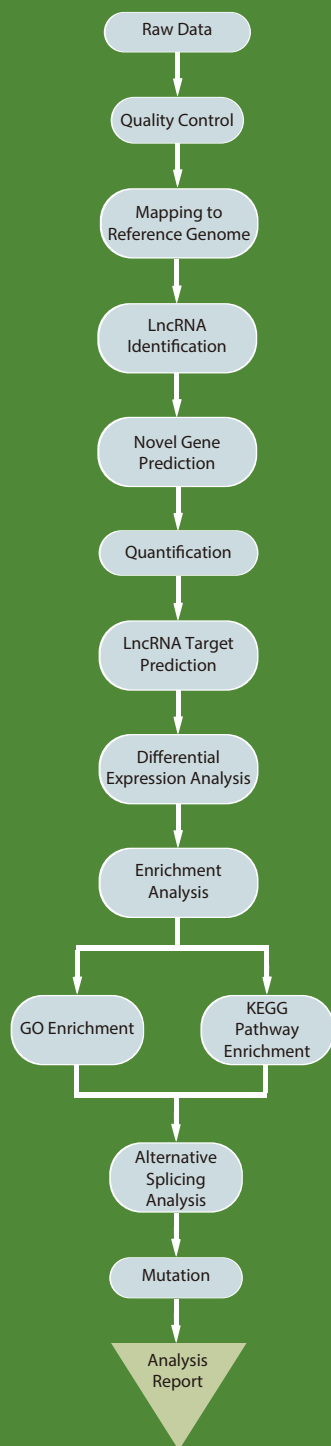 Raw Data
Quality Control
Mapping to
Reference Genome
LncRNA
Identification
Novel Gene
Prediction
Quantification
LncRNA Target
Prediction
Differential
Expression Analysis
Enrichment
Analysis
GO Enrichment
KEGG
Pathway
Enrichment
Alternative
Splicing
Analysis
Mutation
Analysis
Report